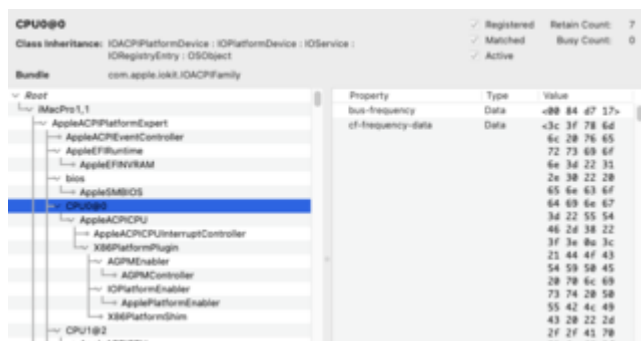 CPU0@0
Class Inheritance: IOACPIPlatformDevice : IOPlatformDevice : IOService :
IORegistryEntry : OSObject
Bundle com.apple.iokit.IOACPIFamily
Registered
Matched
Active
Retain Count: 7
Busy Count: 0
Root
iMacPro1,1
AppleACPIPlatformExpert
AppleACPIEventController
AppleEFIRuntime
AppleEFINVRAM
bios
AppleSMBIOS
CPU0@0
AppleACPICPU
AppleACPICPUInterruptController
X86PlatformPlugin
AGPMEnabler
AGPMController
IOPlatformEnabler
ApplePlatformEnabler
X86PlatformShim
CPU1@2
Property Type Value
bus-frequency Data <00 84 d7 17>
cf-frequency-data Data <3c 3f 78 6d
6c 20 76 65
72 73 69 6f
6e 3d 22 31
2e 30 22 20
65 6e 63 6f
64 69 6e 67
3d 22 55 54
46 2d 38 22
3f 3e 0a 3c
21 44 4f 43
54 59 50 45
20 70 6c 69
73 74 20 50
55 42 4c 49
43 20 22 2d
2f 2f 41 70